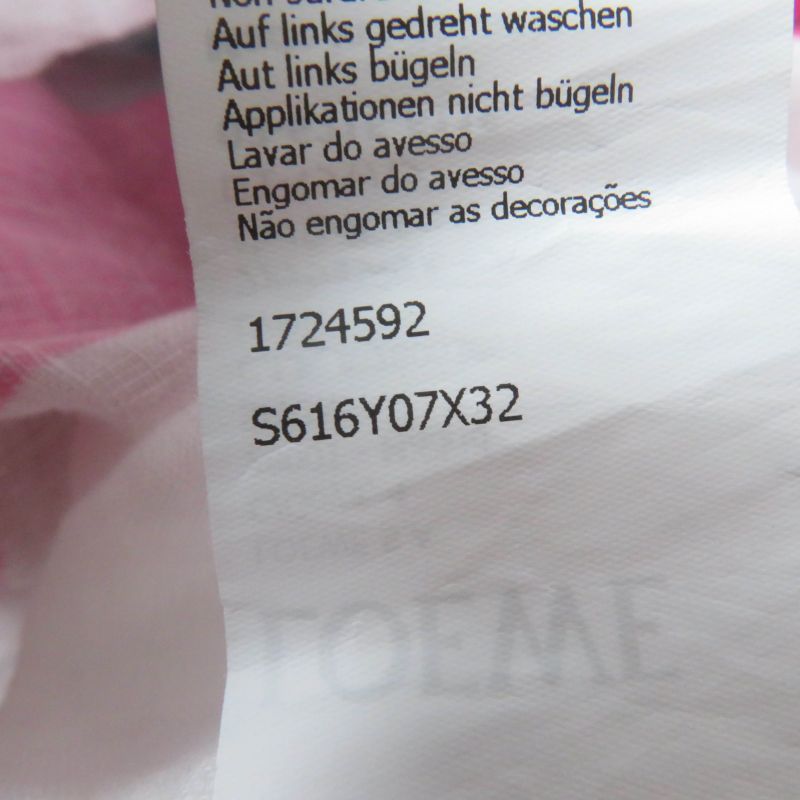 Auf links gedreht waschen
Aut links bügeln
Applikationen nicht bügeln
Lavar do avesso
Engomar do avesso
Não engomar as decorações
1724592
S616Y07X32